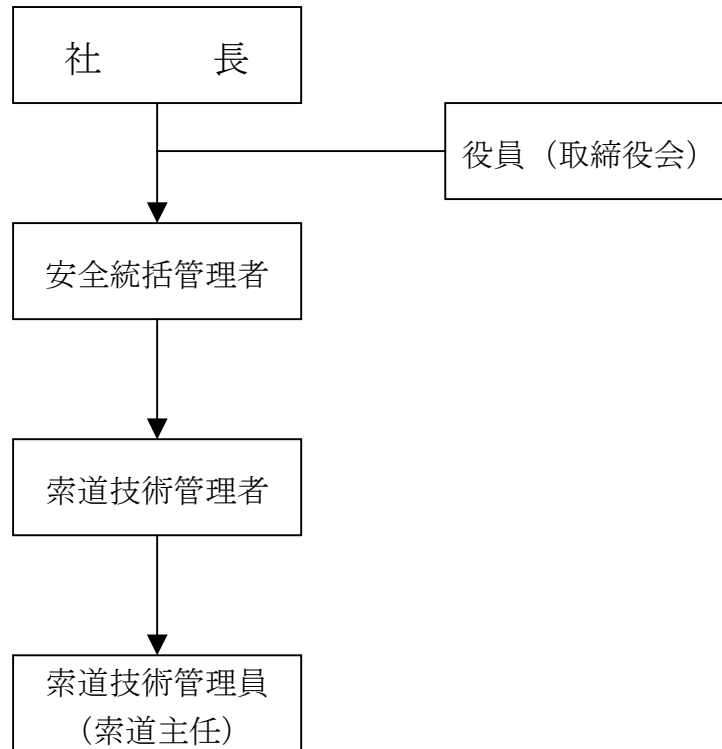 社　　　長
役員（取締役会）
安全統括管理者
索道技術管理者
索道技術管理員
（索道主任）